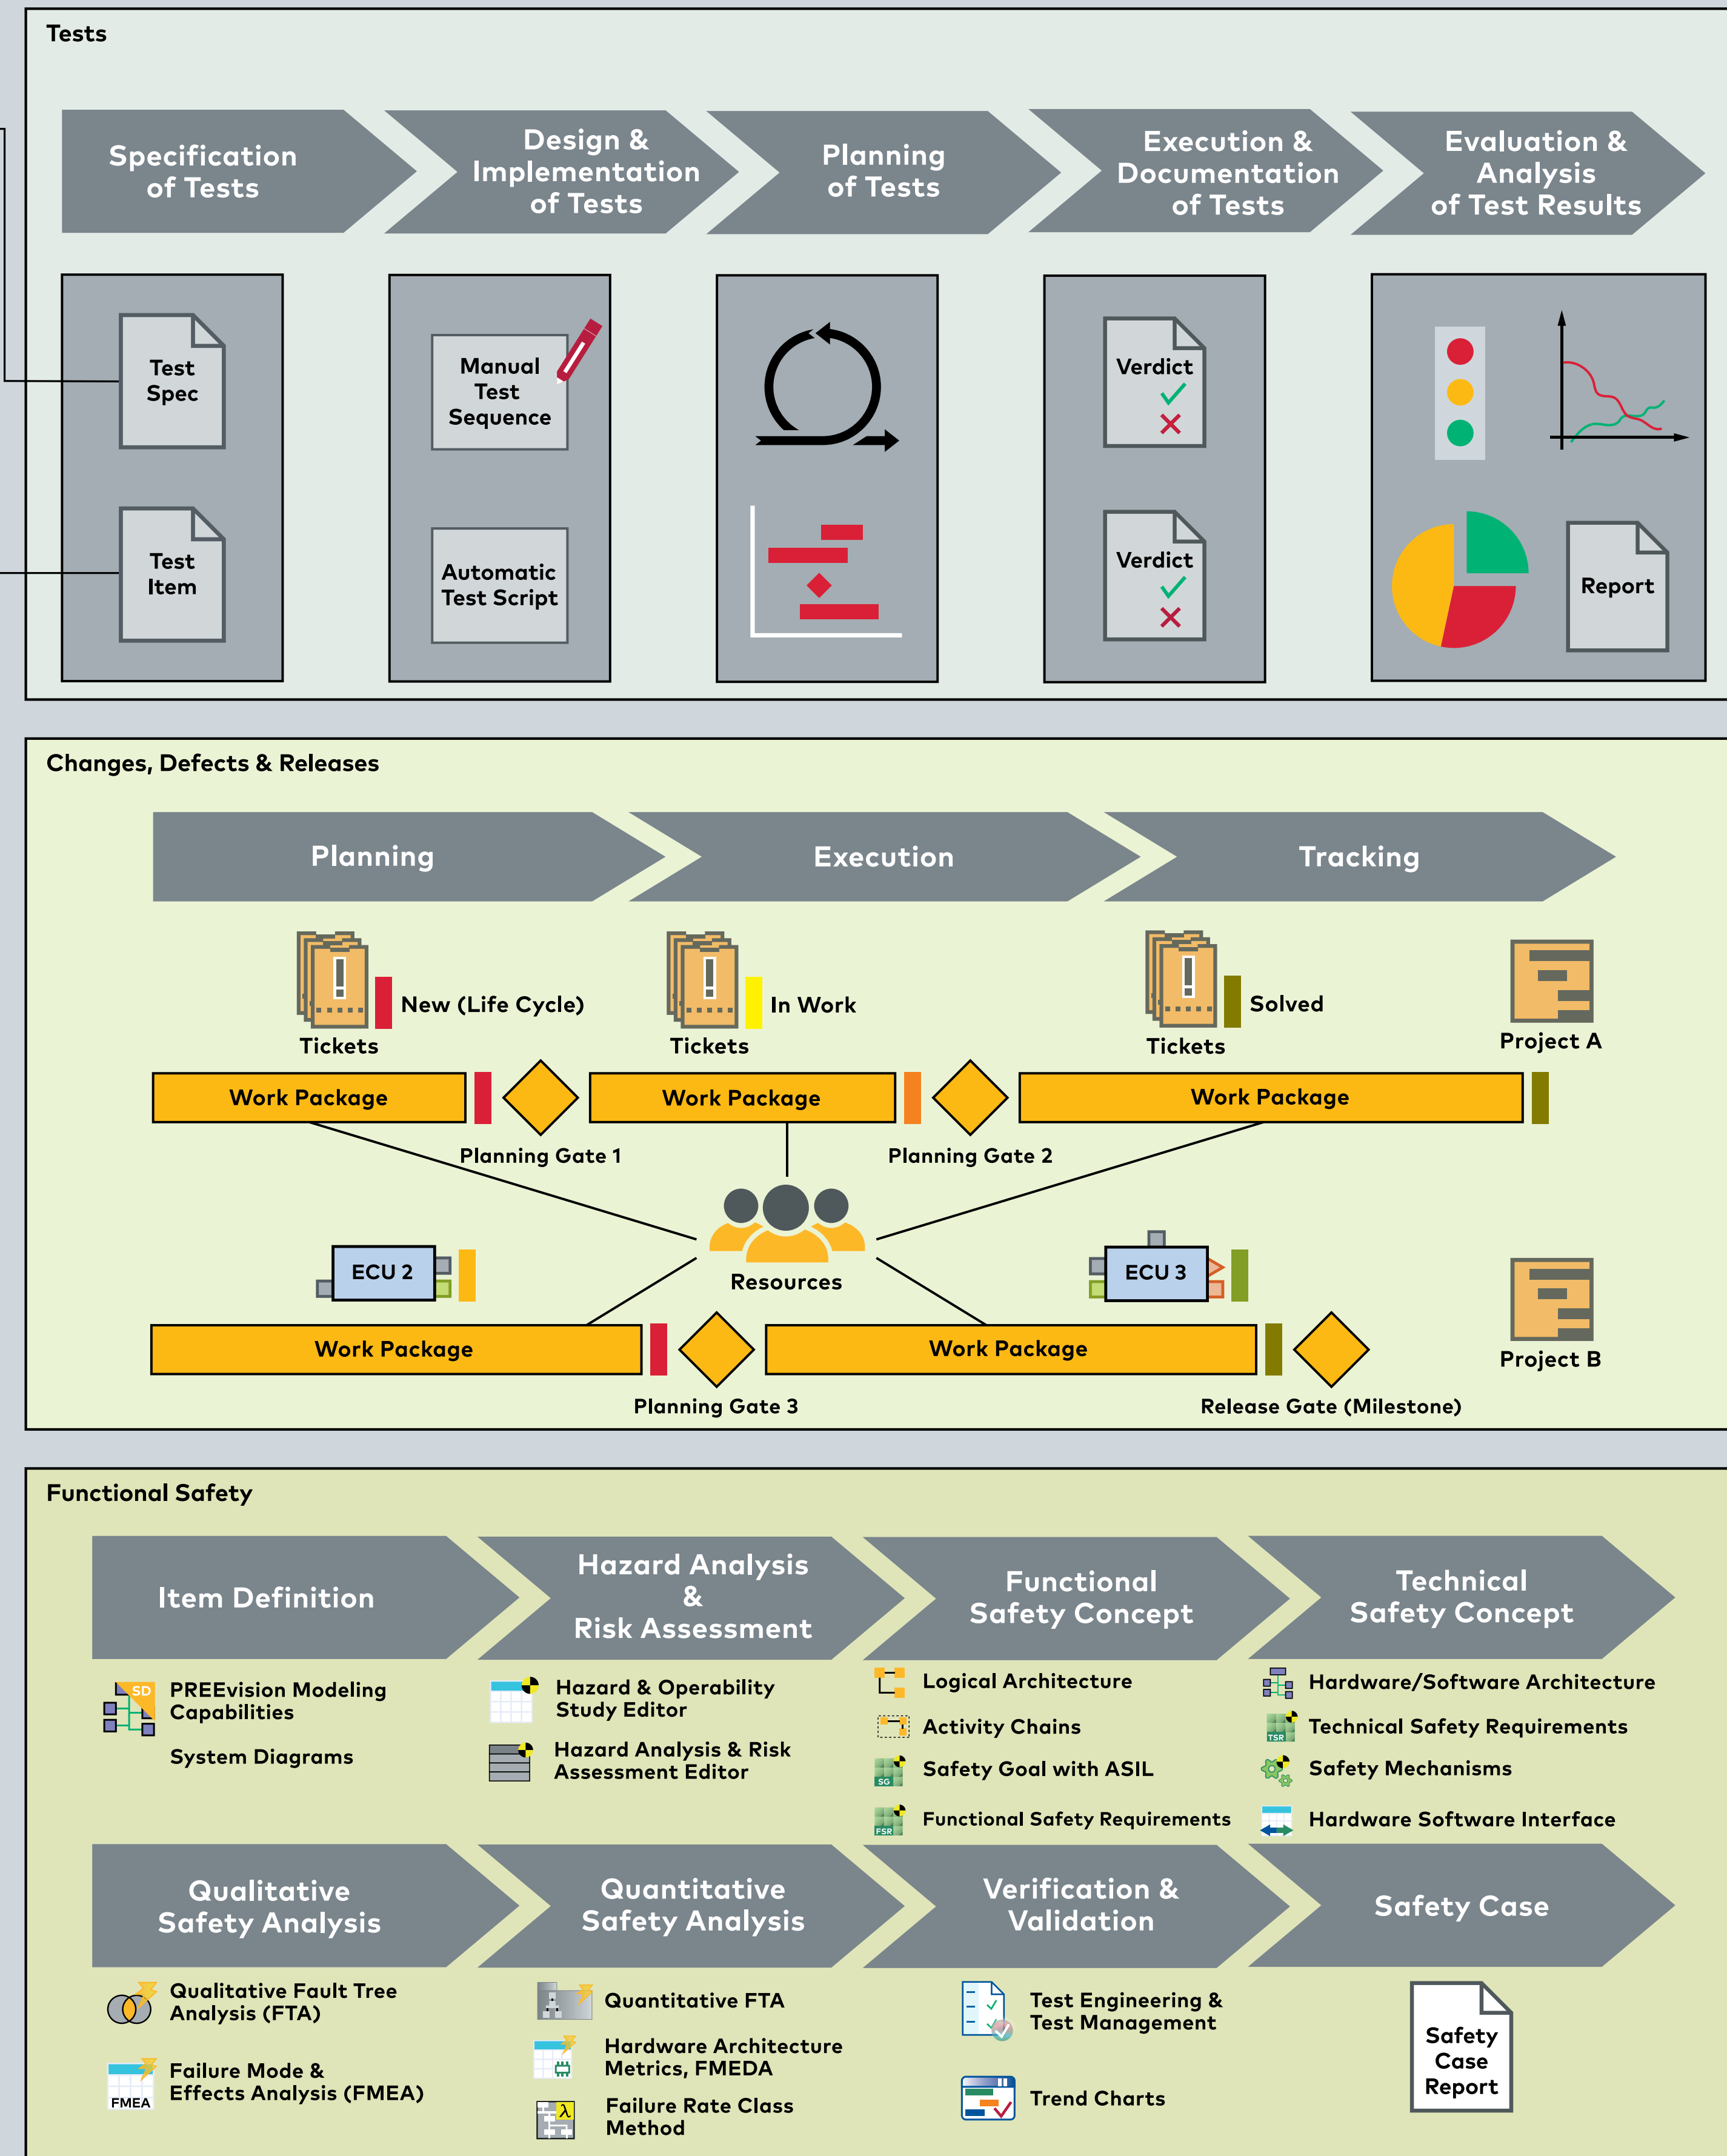 Tests
Specification
of Tests
Design &
Implementation
of Tests
Planning
of Tests
Execution &
Documentation
of Tests
Evaluation &
Analysis
of Test Results
Test
Spec
Test
Item
Manual
Test
Sequence
Automatic
Test Script
Verdict
Verdict
Report
Changes, Defects & Releases
Planning
Execution
Tracking
New (Life Cycle)
Tickets
In Work
Tickets
Solved
Tickets
Project A
Work Package
Work Package
Work Package
Planning Gate 1
Planning Gate 2
Resources
ECU 2
ECU 3
Work Package
Work Package
Project B
Planning Gate 3
Release Gate (Milestone)
Functional Safety
Item Definition
Hazard Analysis
&
Risk Assessment
Functional
Safety Concept
Technical
Safety Concept
SD
PREEvision Modeling
Capabilities
System Diagrams
Hazard & Operability
Study Editor
Hazard Analysis & Risk
Assessment Editor
Logical Architecture
Activity Chains
SG
Safety Goal with ASIL
FSR
Functional Safety Requirements
Hardware/Software Architecture
TSR
Technical Safety Requirements
Safety Mechanisms
Hardware Software Interface
Qualitative
Safety Analysis
Quantitative
Safety Analysis
Verification &
Validation
Safety Case
Qualitative Fault Tree
Analysis (FTA)
FMEA
Failure Mode &
Effects Analysis (FMEA)
Quantitative FTA
Hardware Architecture
Metrics, FMEDA
λ
Failure Rate Class
Method
Test Engineering &
Test Management
Trend Charts
Safety
Case
Report